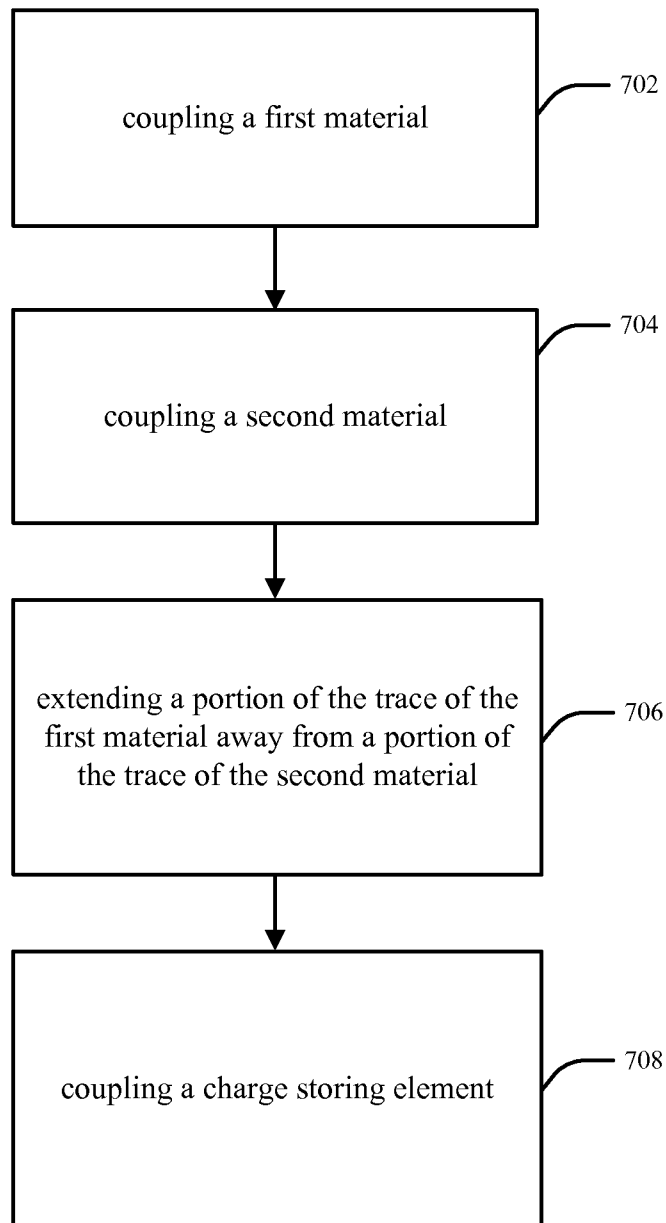 coupling a first material
702
coupling a second material
704
extending a portion of the trace of the
first material away from a portion of
the trace of the second material
706
coupling a charge storing element
708